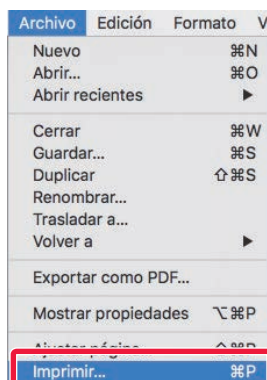 Archivo Edición Formato V
Nuevo ⌘N
Abrir... ⌘O
Abrir recientes ▶
Cerrar ⌘W
Guardar... ⌘S
Duplicar ⇧⌘S
Renombrar...
Trasladar a...
Volver a ▶
Exportar como PDF...
Mostrar propiedades ⌥⌘P
Imprimir... ⌘P